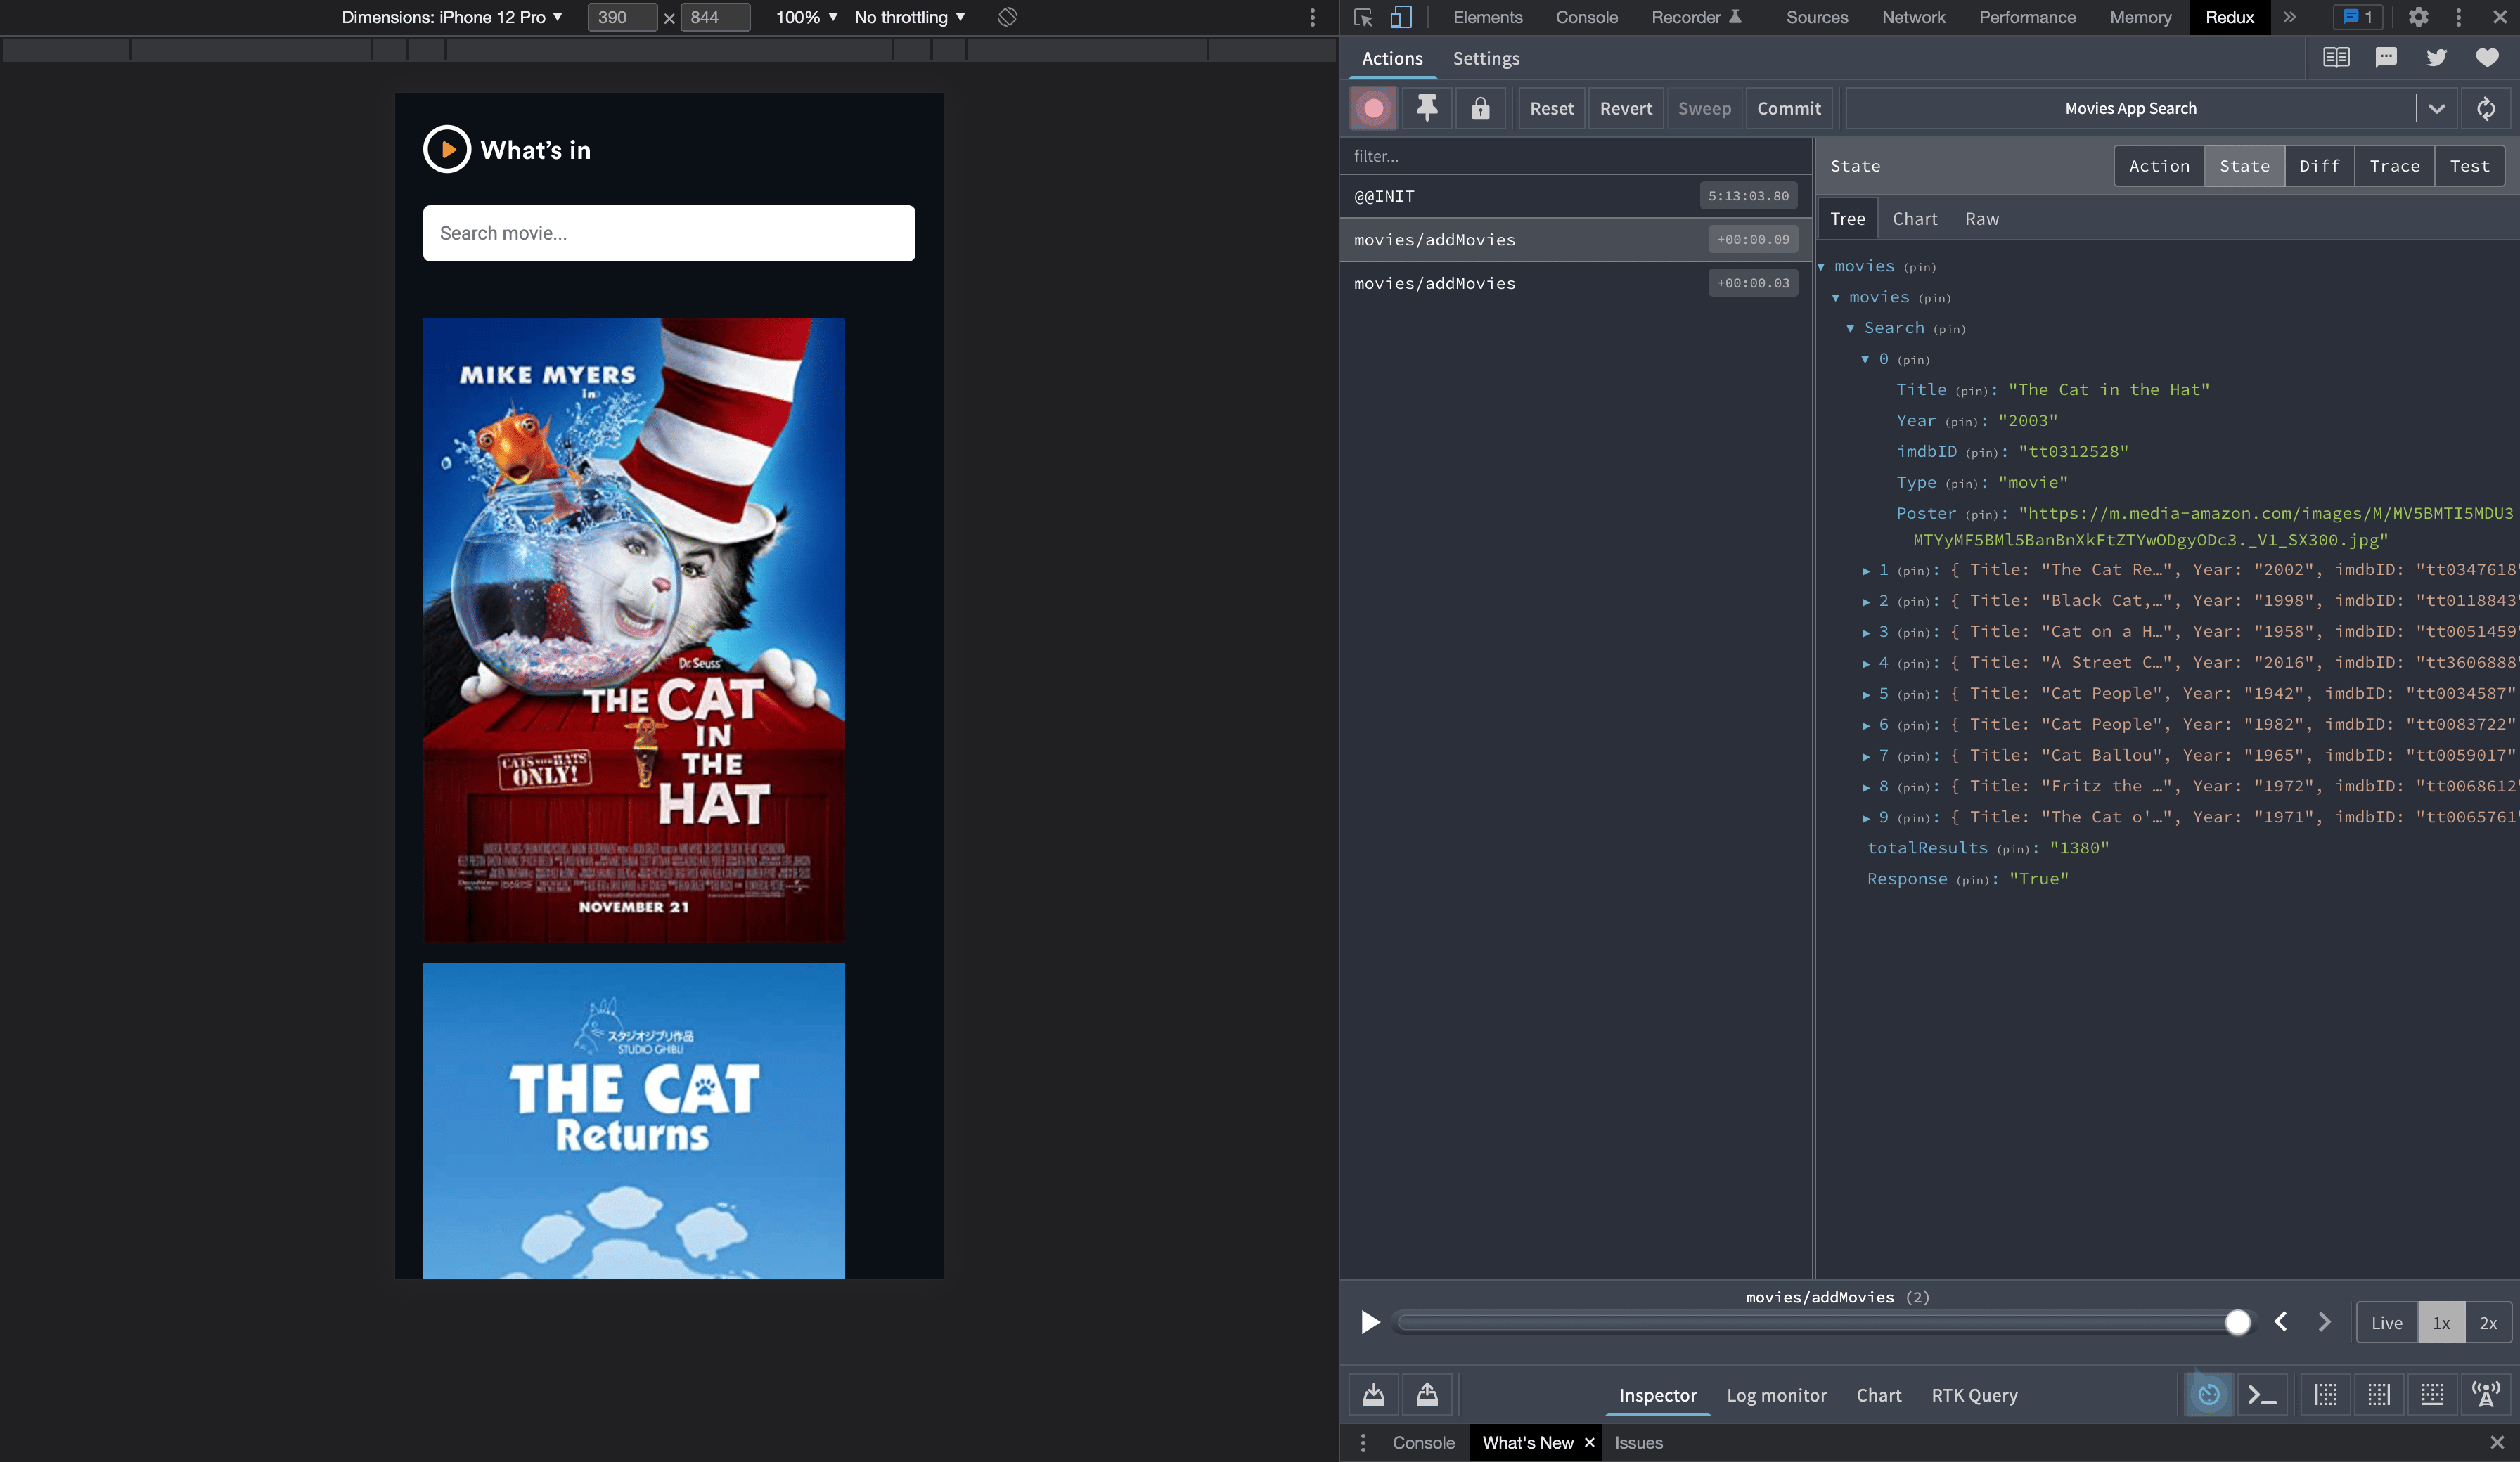 Dimensions: iPhone 12 Pro ▼ 390 × 844 100% ▼ No throttling ▼
Elements Console Recorder Sources Network Performance Memory Redux » 1
Actions Settings
Reset Revert Sweep Commit Movies App Search
filter...
@@INIT 5:13:03.80
movies/addMovies +00:00.09
movies/addMovies +00:00.03
State Action State Diff Trace Test
Tree Chart Raw
▼ movies (pin)
▼ movies (pin)
▼ Search (pin)
▼ 0 (pin)
Title (pin): "The Cat in the Hat"
Year (pin): "2003"
imdbID (pin): "tt0312528"
Type (pin): "movie"
Poster (pin): "https://m.media-amazon.com/images/M/MV5BMTI5MDU3
MTYyMF5BMl5BanBnXkFtZTYwODgyODc3._V1_SX300.jpg"
▶ 1 (pin): { Title: "The Cat Re…", Year: "2002", imdbID: "tt0347618"
▶ 2 (pin): { Title: "Black Cat,…", Year: "1998", imdbID: "tt0118843"
▶ 3 (pin): { Title: "Cat on a H…", Year: "1958", imdbID: "tt0051459"
▶ 4 (pin): { Title: "A Street C…", Year: "2016", imdbID: "tt3606888"
▶ 5 (pin): { Title: "Cat People", Year: "1942", imdbID: "tt0034587"
▶ 6 (pin): { Title: "Cat People", Year: "1982", imdbID: "tt0083722"
▶ 7 (pin): { Title: "Cat Ballou", Year: "1965", imdbID: "tt0059017"
▶ 8 (pin): { Title: "Fritz the …", Year: "1972", imdbID: "tt0068612"
▶ 9 (pin): { Title: "The Cat o'…", Year: "1971", imdbID: "tt0065761"
totalResults (pin): "1380"
Response (pin): "True"
What's in
Search movie...
MIKE MYERS
in
Dr. Seuss'
THE CAT
IN
THE
HAT
CATS WITH HATS
ONLY!
NOVEMBER 21
スタジオジブリ作品
STUDIO GHIBLI
THE CAT
Returns
movies/addMovies (2)
Live 1x 2x
Inspector Log monitor Chart RTK Query
Console What's New × Issues